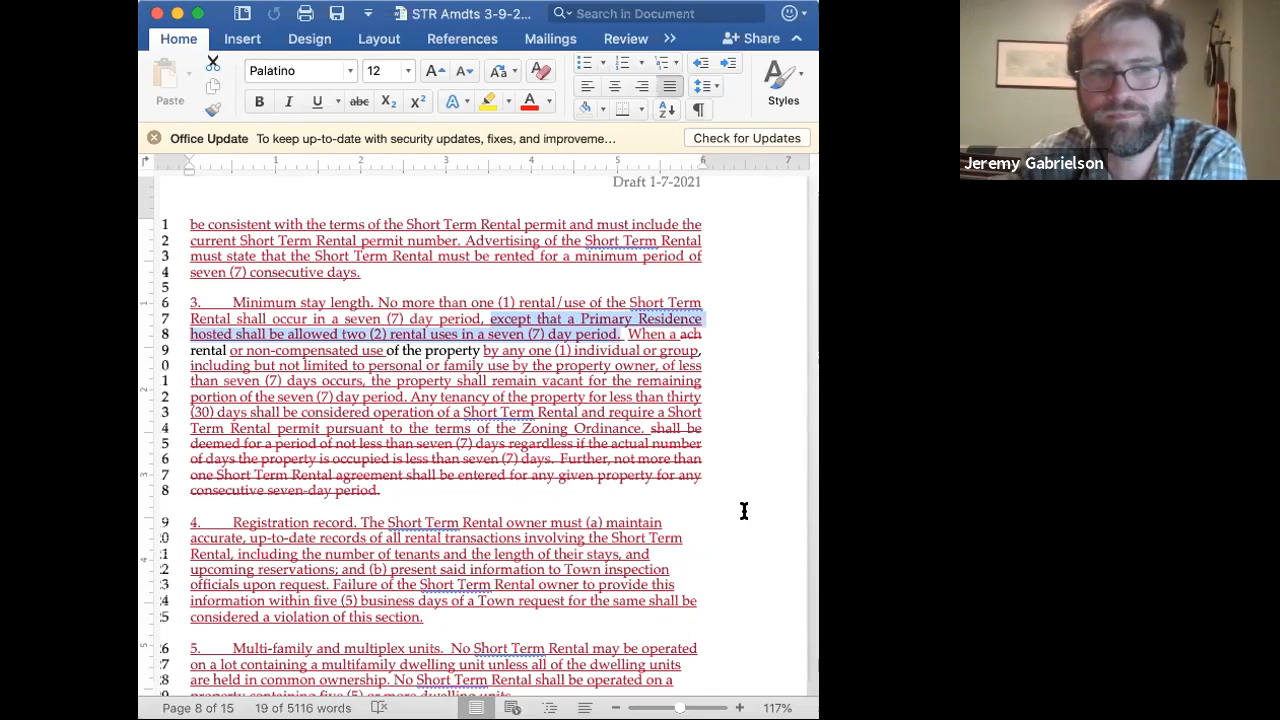 STR Amdts 3-9-2...
Search in Document
Home Insert Design Layout References Mailings Review >> Share
Paste
Palatino 12
Styles
B I U abc X2 X2 A A
Office Update To keep up-to-date with security updates, fixes, and improveme... Check for Updates
1 2 3 4 5 6 7
Draft 1-7-2021
1 be consistent with the terms of the Short Term Rental permit and must include the
2 current Short Term Rental permit number. Advertising of the Short Term Rental
3 must state that the Short Term Rental must be rented for a minimum period of
4 seven (7) consecutive days.
5
6 3. Minimum stay length. No more than one (1) rental/use of the Short Term
7 Rental shall occur in a seven (7) day period, except that a Primary Residence
8 hosted shall be allowed two (2) rental uses in a seven (7) day period. When a ach
9 rental or non-compensated use of the property by any one (1) individual or group,
0 including but not limited to personal or family use by the property owner, of less
1 than seven (7) days occurs, the property shall remain vacant for the remaining
2 portion of the seven (7) day period. Any tenancy of the property for less than thirty
3 (30) days shall be considered operation of a Short Term Rental and require a Short
4 Term Rental permit pursuant to the terms of the Zoning Ordinance. shall be
5 deemed for a period of not less than seven (7) days regardless if the actual number
6 of days the property is occupied is less than seven (7) days. Further, not more than
7 one Short Term Rental agreement shall be entered for any given property for any
8 consecutive seven-day period.
9 4. Registration record. The Short Term Rental owner must (a) maintain
20 accurate, up-to-date records of all rental transactions involving the Short Term
21 Rental, including the number of tenants and the length of their stays, and
22 upcoming reservations; and (b) present said information to Town inspection
23 officials upon request. Failure of the Short Term Rental owner to provide this
24 information within five (5) business days of a Town request for the same shall be
25 considered a violation of this section.
26 5. Multi-family and multiplex units. No Short Term Rental may be operated
27 on a lot containing a multifamily dwelling unit unless all of the dwelling units
28 are held in common ownership. No Short Term Rental shall be operated on a
29 property containing five (5) or more dwelling units.
Page 8 of 15 19 of 5116 words 117%
Jeremy Gabrielson